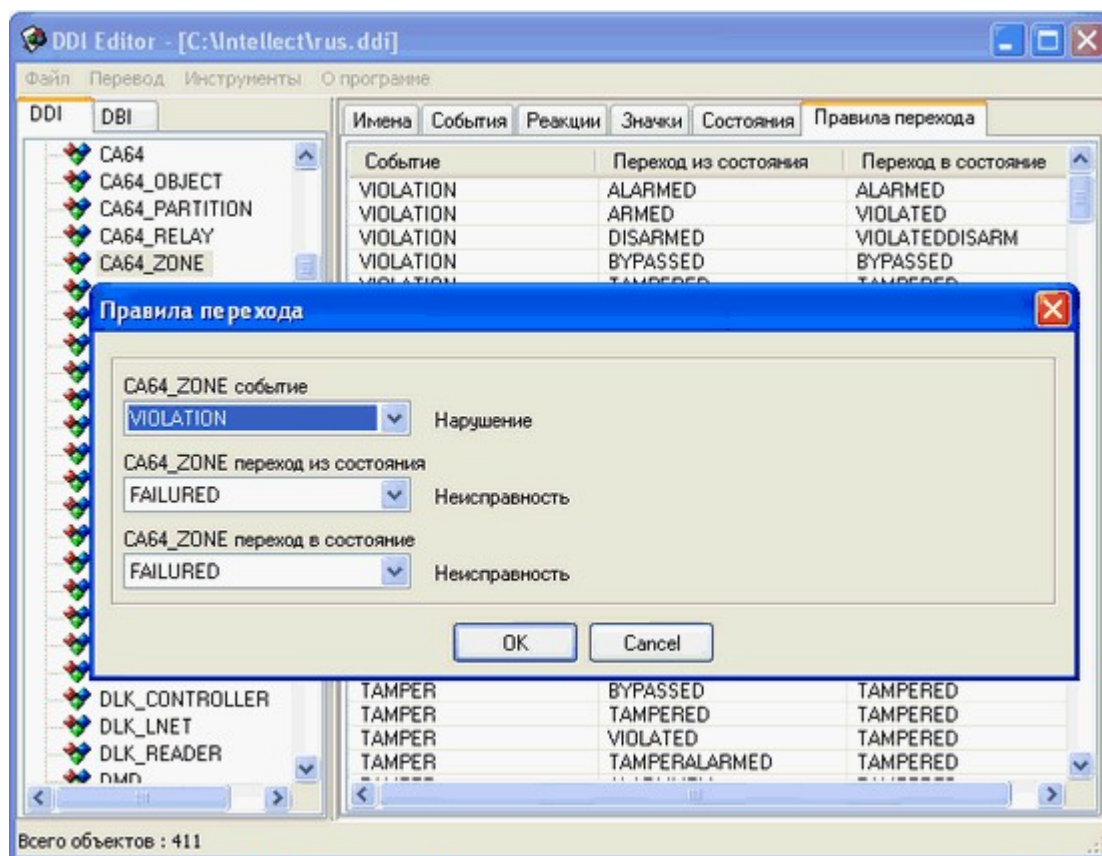 DDI Editor - [C:\Intellect\rus.ddi]
Файл Перевод Инструменты О программе
DDI DBI
Имена События Реакции Значки Состояния Правила перехода
CA64
CA64_OBJECT
CA64_PARTITION
CA64_RELAY
CA64_ZONE
Событие Переход из состояния Переход в состояние
VIOLATION ALARMED ALARMED
VIOLATION ARMED VIOLATED
VIOLATION DISARMED VIOLATEDDISARM
VIOLATION BYPASSED BYPASSED
VIOLATION TAMPERED TAMPERED
Правила перехода
CA64_ZONE событие
VIOLATION Нарушение
CA64_ZONE переход из состояния
FAILURED Неисправность
CA64_ZONE переход в состояние
FAILURED Неисправность
OK Cancel
DLK_CONTROLLER
DLK_LNET
DLK_READER
DMD
TAMPER BYPASSED TAMPERED
TAMPER TAMPERED TAMPERED
TAMPER VIOLATED TAMPERED
TAMPER TAMPERALARMED TAMPERED
Всего объектов : 411